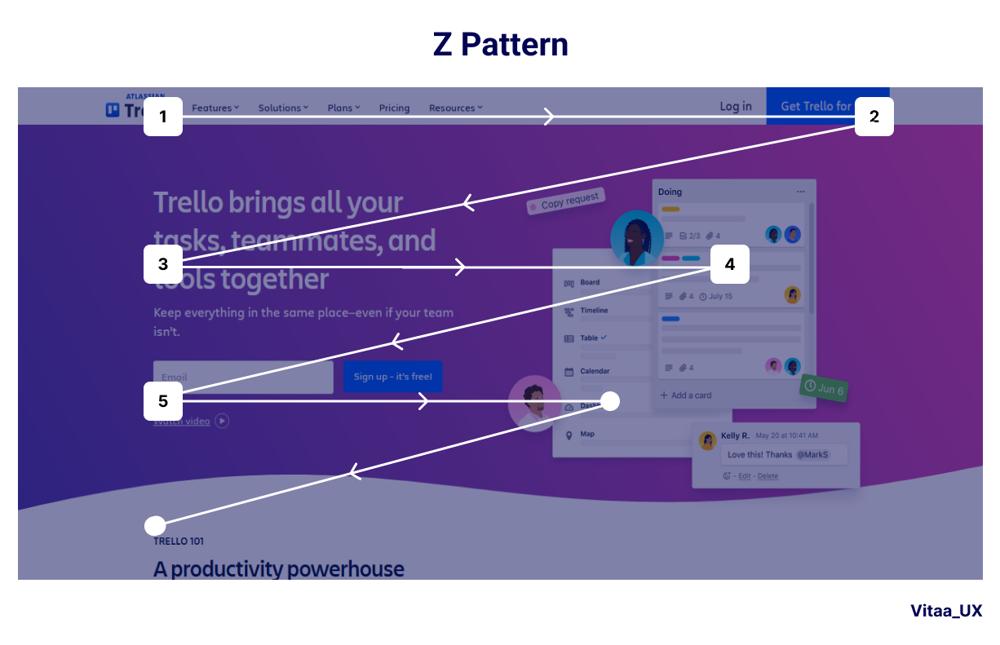 Z Pattern
ATLASSIAN
1
Features
Solutions
Plans
Pricing
Resources
Log in
Get Trello for
2
Trello brings all your
tasks, teammates, and
tools together
3
4
Keep everything in the same place—even if your team
isn't.
Email
Sign up - it's free!
5
Watch video
Copy request
Doing
2/3
4
4
July 15
4
+ Add a card
Board
Timeline
Table
Calendar
Map
Jun 6
Kelly R. May 20 at 10:41 AM
Love this! Thanks @MarkS
- Edit - Delete
TRELLO 101
A productivity powerhouse
Vitaa_UX